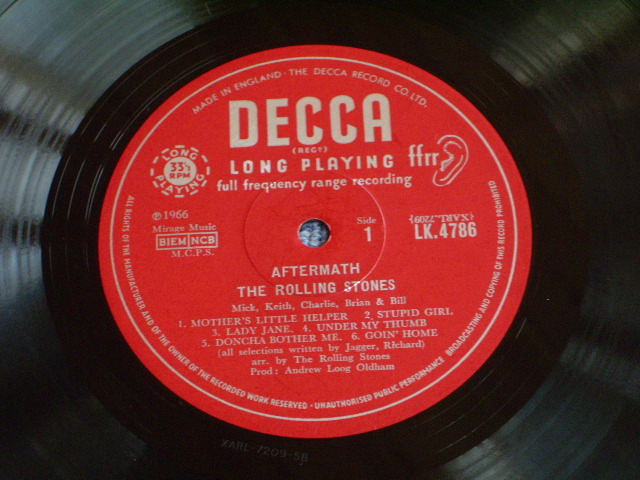 MADE IN ENGLAND · THE DECCA RECORD CO. LTD.
DECCA
(REGD)
LONG PLAYING
ffrr
full frequency range recording
LONG
33⅓
RPM
PLAYING
℗1966
Mirage Music
BIEM NCB
M.C.P.S.
Side
1
{XARL-7209}
LK.4786
AFTERMATH
THE ROLLING STONES
Mick, Keith, Charlie, Brian & Bill
1. MOTHER'S LITTLE HELPER 2. STUPID GIRL
3. LADY JANE. 4. UNDER MY THUMB
5. DONCHA BOTHER ME. 6. GOIN' HOME
(all selections written by Jagger, Richard)
arr. by The Rolling Stones
Prod: Andrew Loog Oldham
ALL RIGHTS OF THE MANUFACTURER AND OF THE OWNER OF THE RECORDED WORK RESERVED · UNAUTHORISED PUBLIC PERFORMANCE, BROADCASTING AND COPYING OF THIS RECORD PROHIBITED
XARL-7209-5B